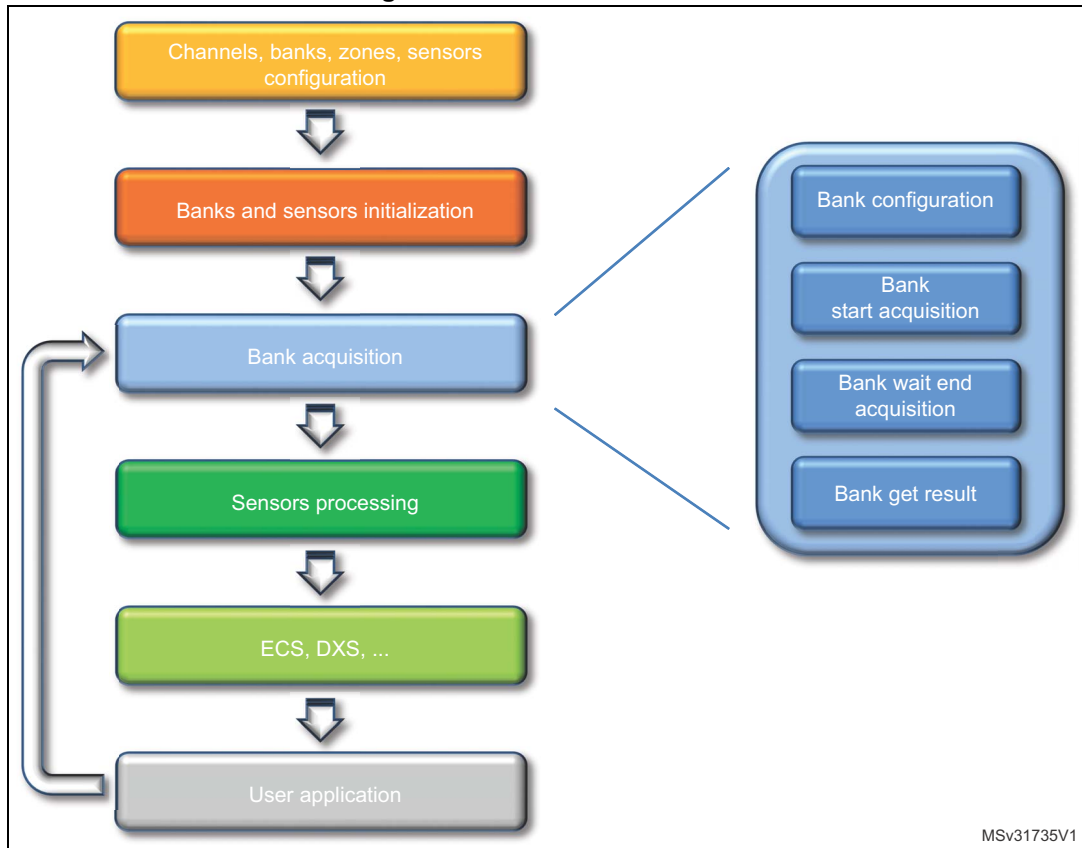 Channels, banks, zones, sensors
configuration
Banks and sensors initialization
Bank acquisition
Sensors processing
ECS, DXS, ...
User application
Bank configuration
Bank
start acquisition
Bank wait end
acquisition
Bank get result
MSv31735V1